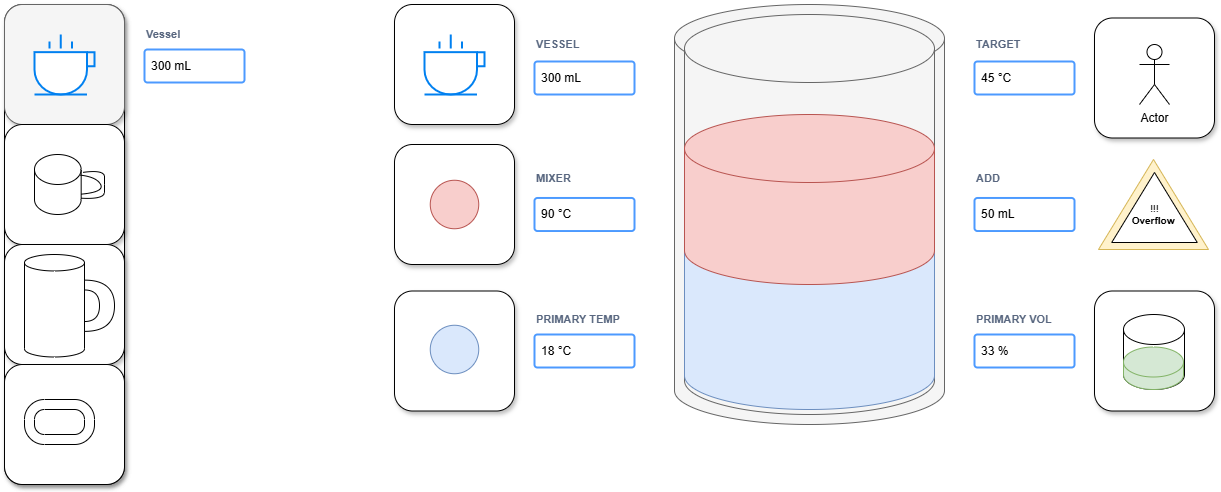 Vessel
300 mL
VESSEL
300 mL
MIXER
90 °C
PRIMARY TEMP
18 °C
TARGET
45 °C
Actor
ADD
50 mL
!!!
Overflow
PRIMARY VOL
33 %